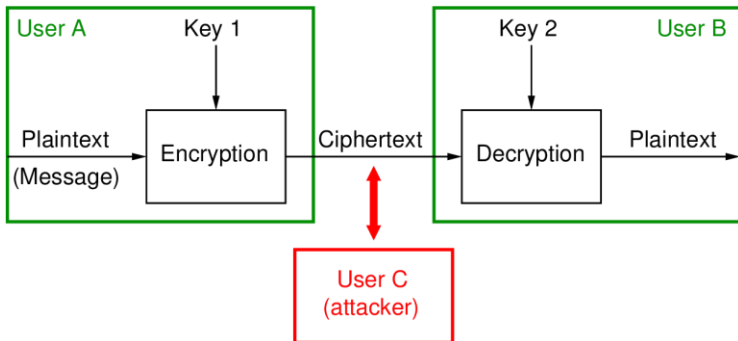 User A
Key 1
Key 2
User B
Plaintext
(Message)
Encryption
Ciphertext
Decryption
Plaintext
User C
(attacker)